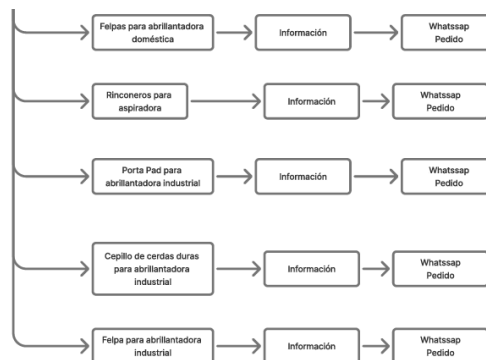 Felpas para abrillantadora
doméstica
Información
Whatssap
Pedido
Rinconeros para
aspiradora
Información
Whatssap
Pedido
Porta Pad para
abrillantadora industrial
Información
Whatssap
Pedido
Cepillo de cerdas duras
para abrillantadora
industrial
Información
Whatssap
Pedido
Felpa para abrillantadora
industrial
Información
Whatssap
Pedido